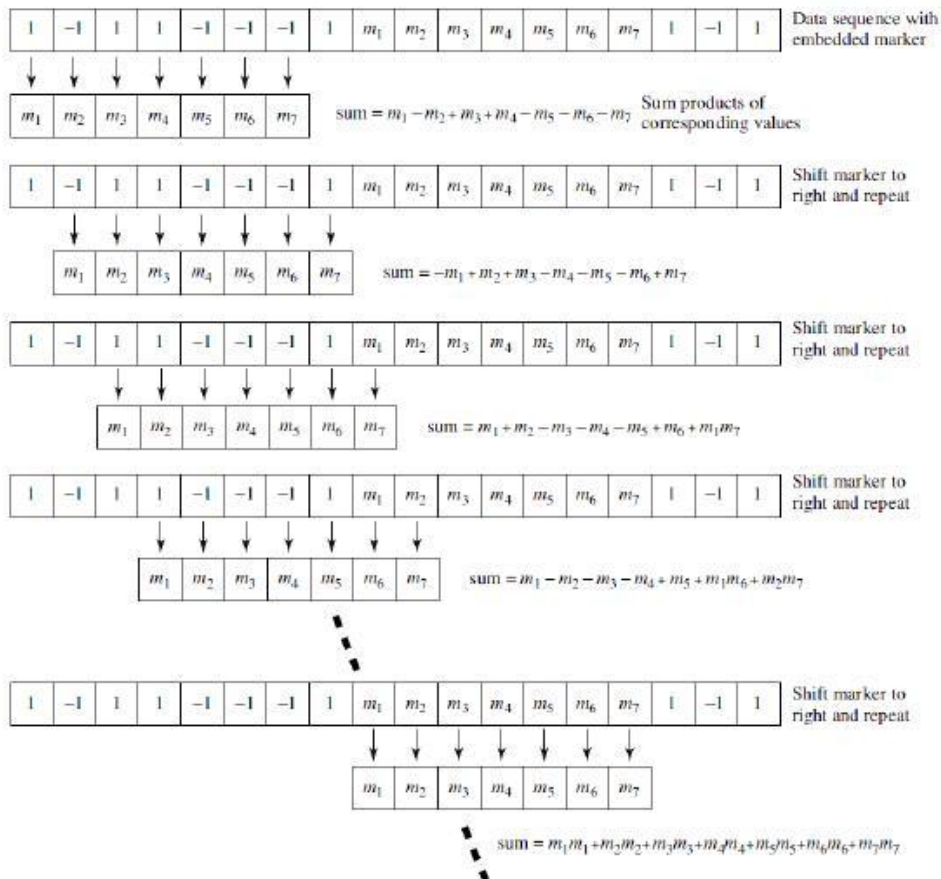 1 −1 1 1 −1 −1 −1 1 m₁ m₂ m₃ m₄ m₅ m₆ m₇ 1 −1 1
Data sequence with
embedded marker
m₁ m₂ m₃ m₄ m₅ m₆ m₇
sum = m₁ − m₂ + m₃ + m₄ − m₅ − m₆ − m₇
Sum products of
corresponding values
1 −1 1 1 −1 −1 −1 1 m₁ m₂ m₃ m₄ m₅ m₆ m₇ 1 −1 1
Shift marker to
right and repeat
m₁ m₂ m₃ m₄ m₅ m₆ m₇
sum = −m₁ + m₂ + m₃ − m₄ − m₅ − m₆ + m₇
1 −1 1 1 −1 −1 −1 1 m₁ m₂ m₃ m₄ m₅ m₆ m₇ 1 −1 1
Shift marker to
right and repeat
m₁ m₂ m₃ m₄ m₅ m₆ m₇
sum = m₁ + m₂ − m₃ − m₄ − m₅ + m₆ + m₁m₇
1 −1 1 1 −1 −1 −1 1 m₁ m₂ m₃ m₄ m₅ m₆ m₇ 1 −1 1
Shift marker to
right and repeat
m₁ m₂ m₃ m₄ m₅ m₆ m₇
sum = m₁ − m₂ − m₃ − m₄ + m₅ + m₁m₆ + m₂m₇
1 −1 1 1 −1 −1 −1 1 m₁ m₂ m₃ m₄ m₅ m₆ m₇ 1 −1 1
Shift marker to
right and repeat
m₁ m₂ m₃ m₄ m₅ m₆ m₇
sum = m₁m₁ + m₂m₂ + m₃m₃ + m₄m₄ + m₅m₅ + m₆m₆ + m₇m₇